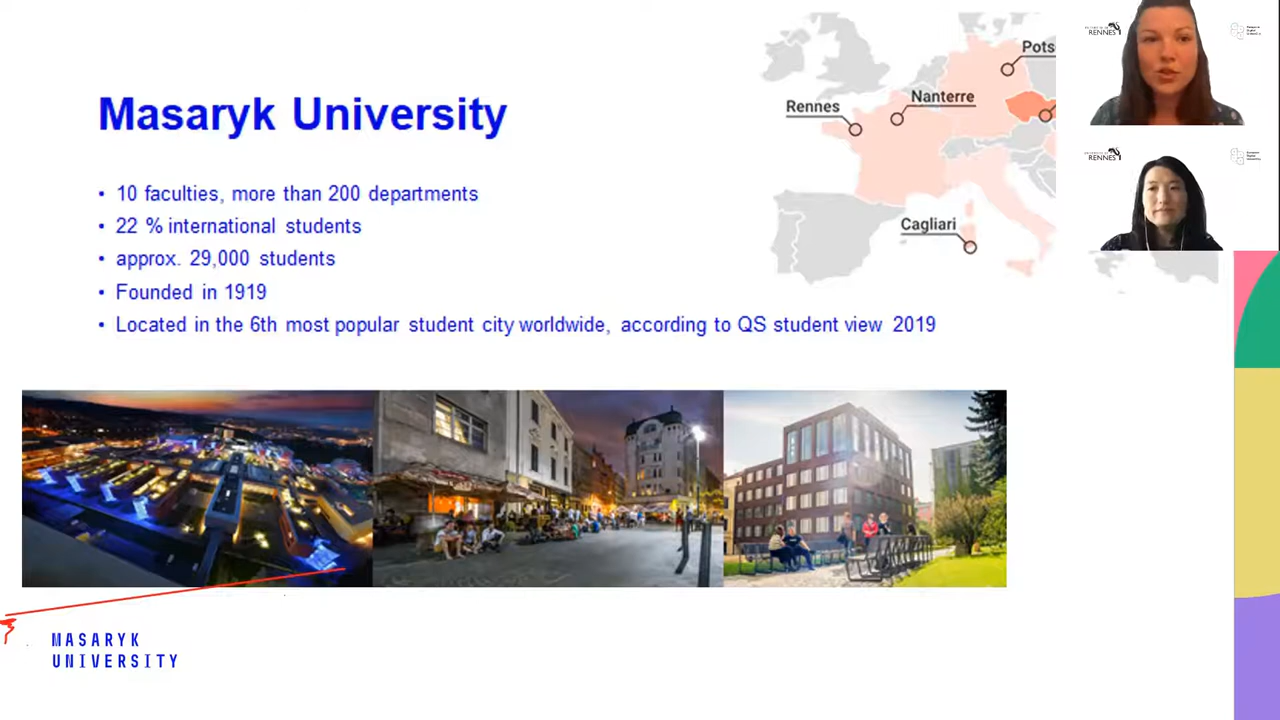 Masaryk University
• 10 faculties, more than 200 departments
• 22 % international students
• approx. 29,000 students
• Founded in 1919
• Located in the 6th most popular student city worldwide, according to QS student view 2019
Pots
Nanterre
Rennes
Cagliari
RENNES
RENNES
MASARYK
UNIVERSITY